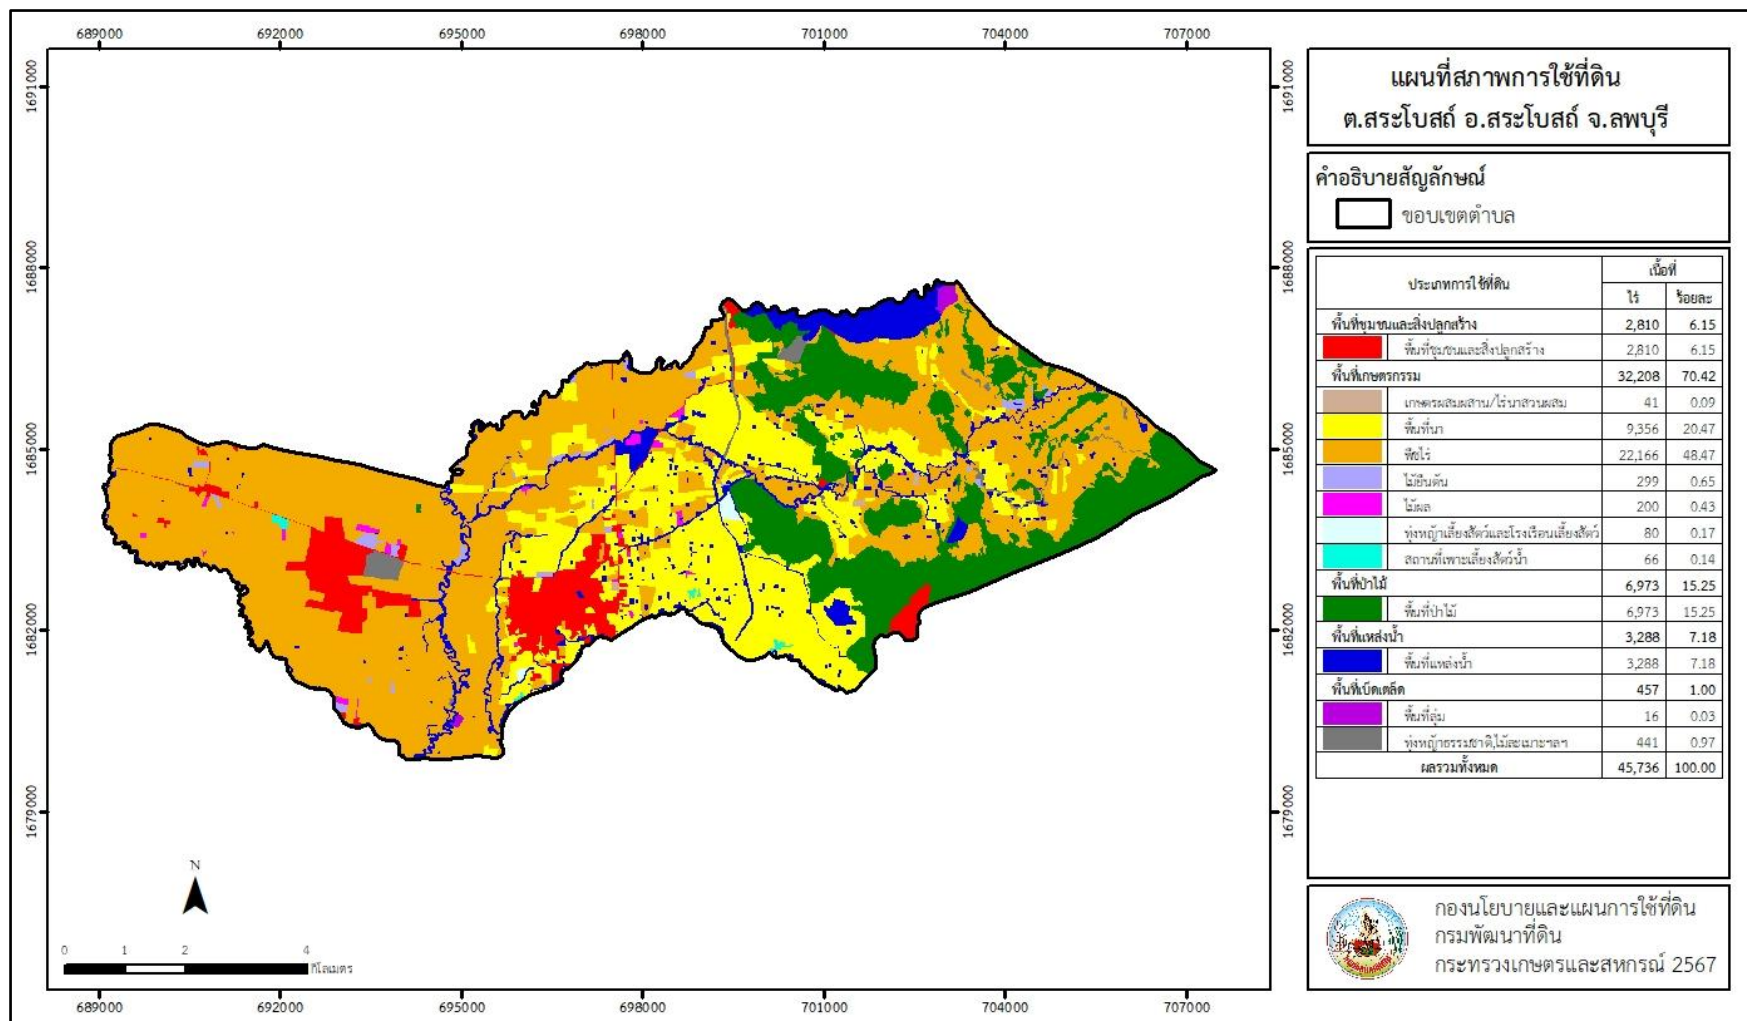 689000 692000 695000 698000 701000 704000 707000
1691000 1691000
1688000 1688000
1685000 1685000
1682000 1682000
1679000 1679000
N
0 1 2 4
กิโลเมตร
689000 692000 695000 698000 701000 704000 707000
แผนที่สภาพการใช้ที่ดิน
ต.สระโบสถ์ อ.สระโบสถ์ จ.ลพบุรี
คำอธิบายสัญลักษณ์
ขอบเขตตำบล
ประเภทการใช้ที่ดิน เนื้อที่
ไร่ ร้อยละ
พื้นที่ชุมชนและสิ่งปลูกสร้าง 2,810 6.15
พื้นที่ชุมชนและสิ่งปลูกสร้าง 2,810 6.15
พื้นที่เกษตรกรรม 32,208 70.42
เกษตรผสมผสาน/ไร่นาสวนผสม 41 0.09
พื้นที่นา 9,356 20.47
พืชไร่ 22,166 48.47
ไม้ยืนต้น 299 0.65
ไม้ผล 200 0.43
ทุ่งหญ้าเลี้ยงสัตว์และโรงเรือนเลี้ยงสัตว์ 80 0.17
สถานที่เพาะเลี้ยงสัตว์น้ำ 66 0.14
พื้นที่ป่าไม้ 6,973 15.25
พื้นที่ป่าไม้ 6,973 15.25
พื้นที่แหล่งน้ำ 3,288 7.18
พื้นที่แหล่งน้ำ 3,288 7.18
พื้นที่เบ็ดเตล็ด 457 1.00
พื้นที่ลุ่ม 16 0.03
ทุ่งหญ้าธรรมชาติ,ไม้ละเมาะฯลฯ 441 0.97
ผลรวมทั้งหมด 45,736 100.00
กองนโยบายและแผนการใช้ที่ดิน
กรมพัฒนาที่ดิน
กระทรวงเกษตรและสหกรณ์ 2567